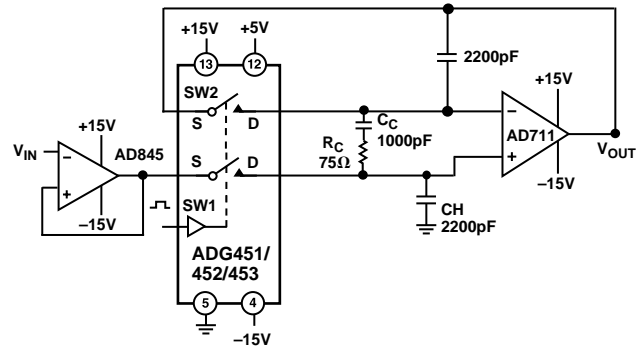 +15V +5V
13 12
2200pF
SW2
+15V
S D
C_C
1000pF
AD711
V_OUT
R_C
75Ω
–15V
V_IN
+15V
AD845
S D
–15V
SW1
CH
2200pF
ADG451/
452/453
5 4
–15V
– + – +